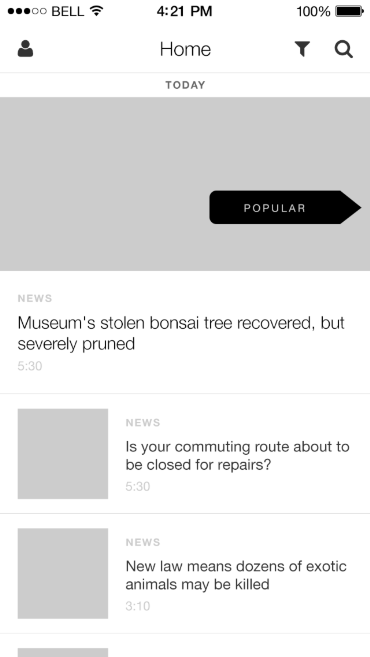 BELL 4:21 PM 100%
Home
TODAY
POPULAR
NEWS
Museum's stolen bonsai tree recovered, but
severely pruned
5:30
NEWS
Is your commuting route about to
be closed for repairs?
5:30
NEWS
New law means dozens of exotic
animals may be killed
3:10